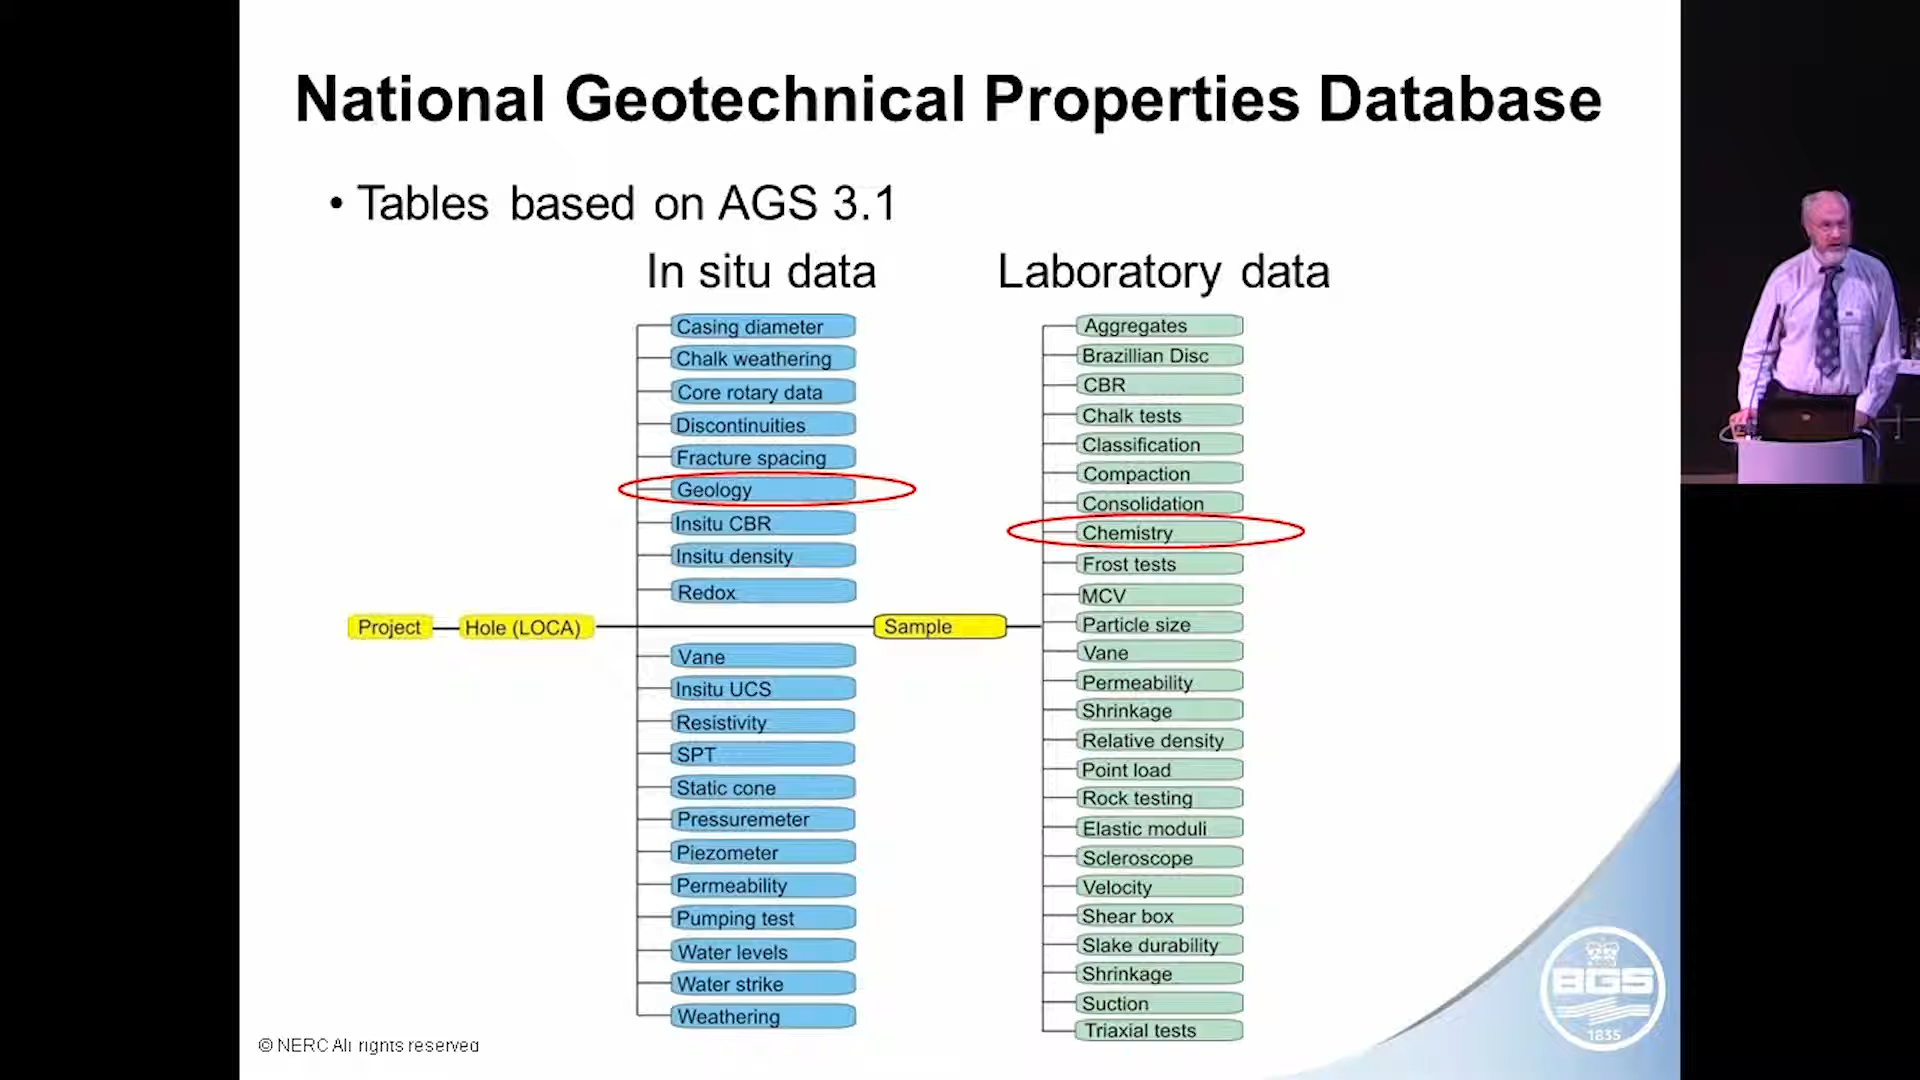 National Geotechnical Properties Database
• Tables based on AGS 3.1
In situ data
Laboratory data
Project
Hole (LOCA)
Casing diameter
Chalk weathering
Core rotary data
Discontinuities
Fracture spacing
Geology
Insitu CBR
Insitu density
Redox
Vane
Insitu UCS
Resistivity
SPT
Static cone
Pressuremeter
Piezometer
Permeability
Pumping test
Water levels
Water strike
Weathering
Sample
Aggregates
Brazillian Disc
CBR
Chalk tests
Classification
Compaction
Consolidation
Chemistry
Frost tests
MCV
Particle size
Vane
Permeability
Shrinkage
Relative density
Point load
Rock testing
Elastic moduli
Scleroscope
Velocity
Shear box
Slake durability
Shrinkage
Suction
Triaxial tests
© NERC All rights reserved
BGS
1835